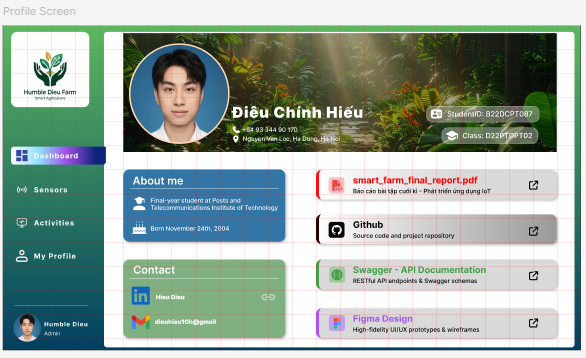 Profile Screen
Humble Dieu Farm
Smart Agriculture
Dashboard
Sensors
Activities
My Profile
Humble Dieu
Admin
Điêu Chính Hiếu
+84 93 344 90 170
Nguyen Van Loc, Ha Dong, Ha Noi
StudentID: B22DCPT087
Class: D22PTDPT02
About me
Final-year student at Posts and
Telecommunications Institute of Technology
Born November 24th, 2004
Contact
Hieu Dieu
dieuhieu10h@gmail
smart_farm_final_report.pdf
Báo cáo bài tập cuối kì - Phát triển ứng dụng IoT
Github
Source code and project repository
Swagger - API Documentation
RESTful API endpoints & Swagger schemas
Figma Design
High-fidelity UI/UX prototypes & wireframes